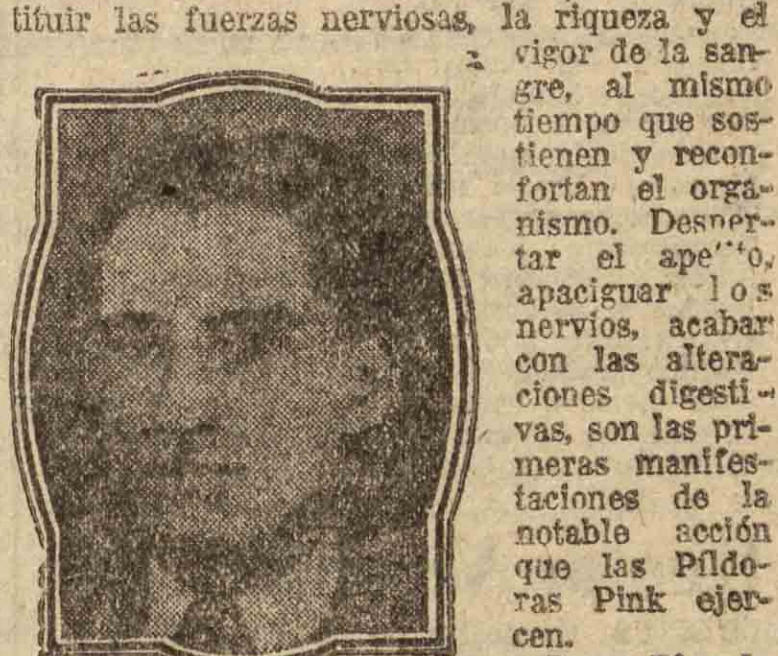 tituir las fuerzas nerviosas, la riqueza y el
vigor de la san-
gre, al mismo
tiempo que sos-
tienen y recon-
fortan el orga-
nismo. Desper-
tar el
apaciguar los
nervios, acabar
con las altera-
ciones digesti-
vas, son las pri-
meras manifes-
taciones de la
notable acción
que las Píldo-
ras Pink ejer-
cen.